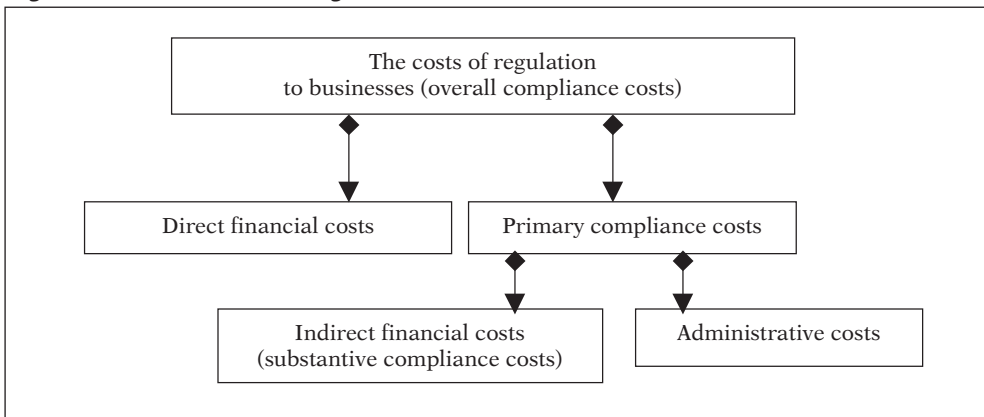 The costs of regulation
to businesses (overall compliance costs)
Direct financial costs
Primary compliance costs
Indirect financial costs
(substantive compliance costs)
Administrative costs